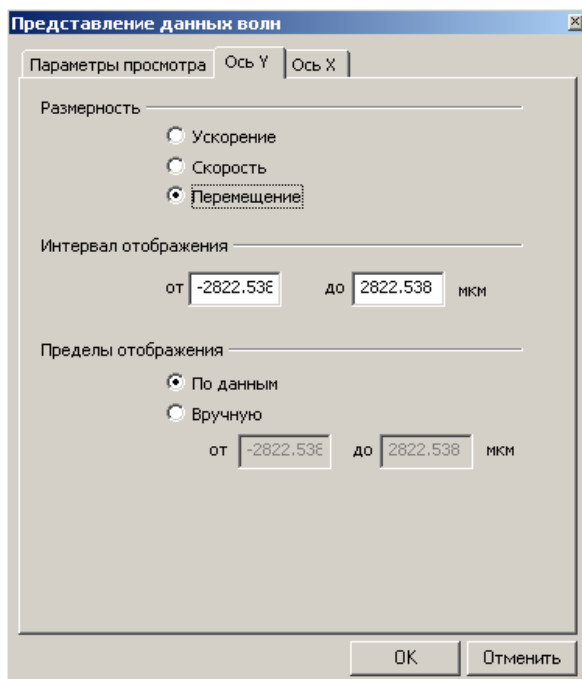 Представление данных волн
Параметры просмотра Ось Y Ось X
Размерность
Ускорение
Скорость
Перемещение
Интервал отображения
от -2822.538 до 2822.538 мкм
Пределы отображения
По данным
Вручную
от -2822.538 до 2822.538 мкм
OK Отменить